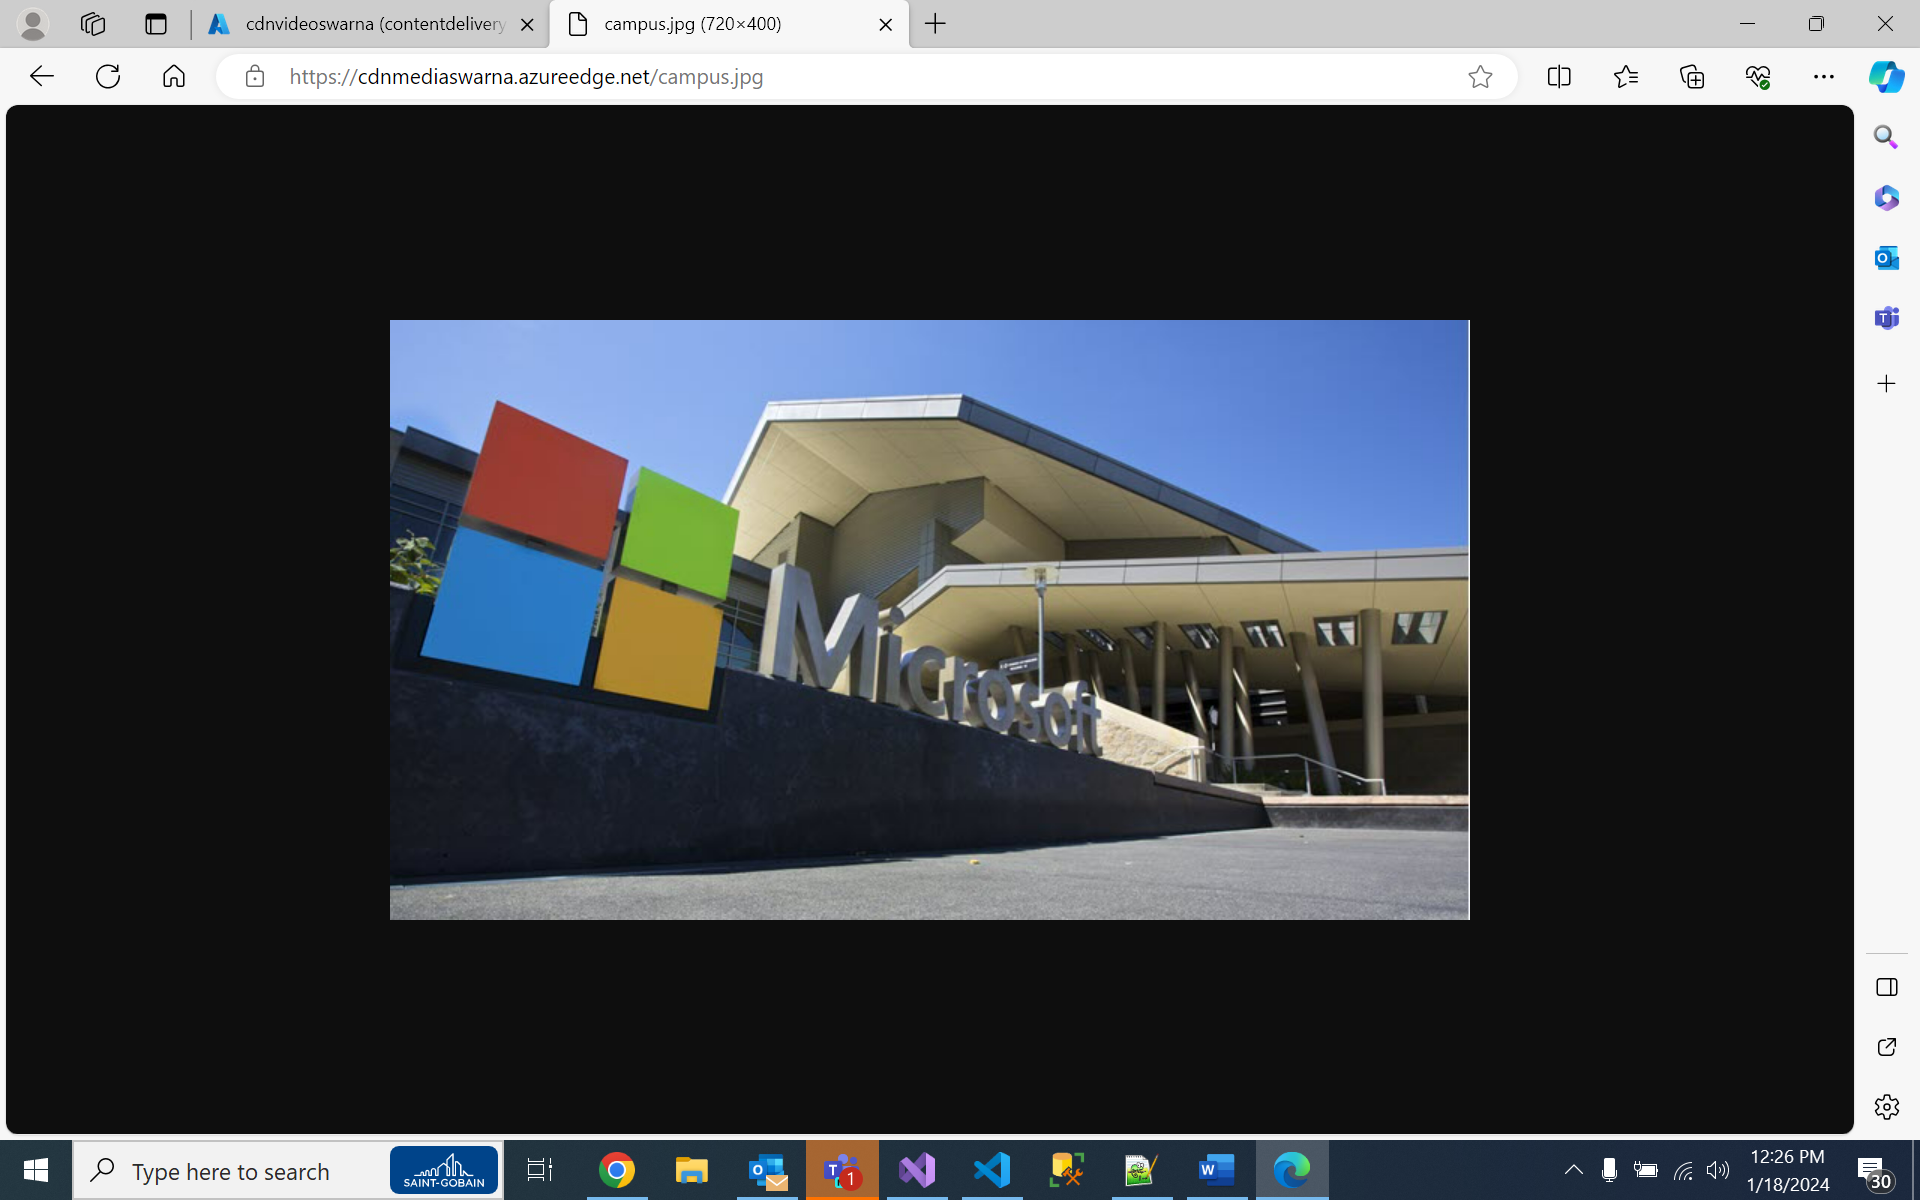 cdnvideoswarna (contentdelivery
campus.jpg (720×400)
https://cdnmediaswarna.azureedge.net/campus.jpg
Microsoft
Type here to search
SAINT-GOBAIN
1
12:26 PM
1/18/2024
30